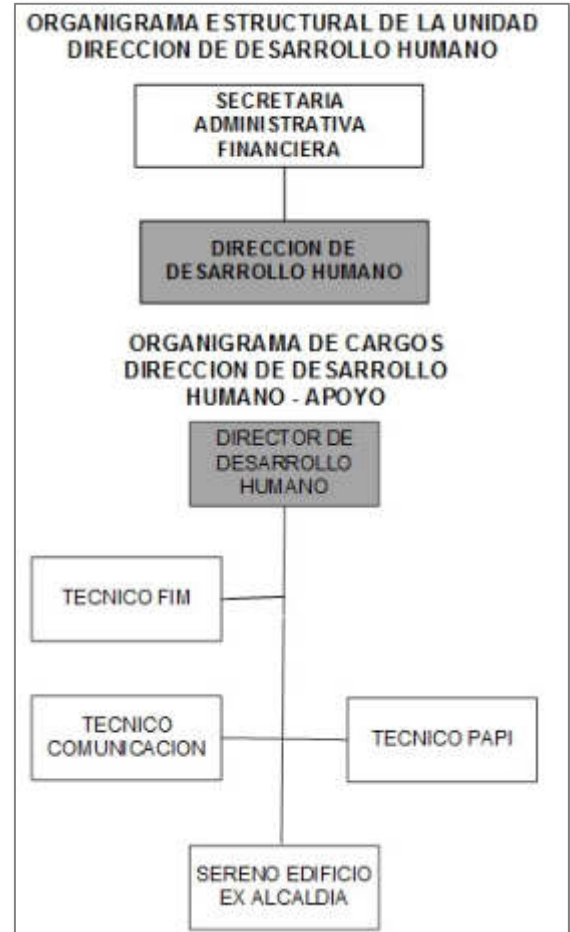 ORGANIGRAMA ESTRUCTURAL DE LA UNIDAD
DIRECCION DE DESARROLLO HUMANO
SECRETARIA
ADMINISTRATIVA
FINANCIERA
DIRECCION DE
DESARROLLO HUMANO
ORGANIGRAMA DE CARGOS
DIRECCION DE DESARROLLO
HUMANO - APOYO
DIRECTOR DE
DESARROLLO
HUMANO
TECNICO FIM
TECNICO
COMUNICACION
TECNICO PAPI
SERENO EDIFICIO
EX ALCALDIA